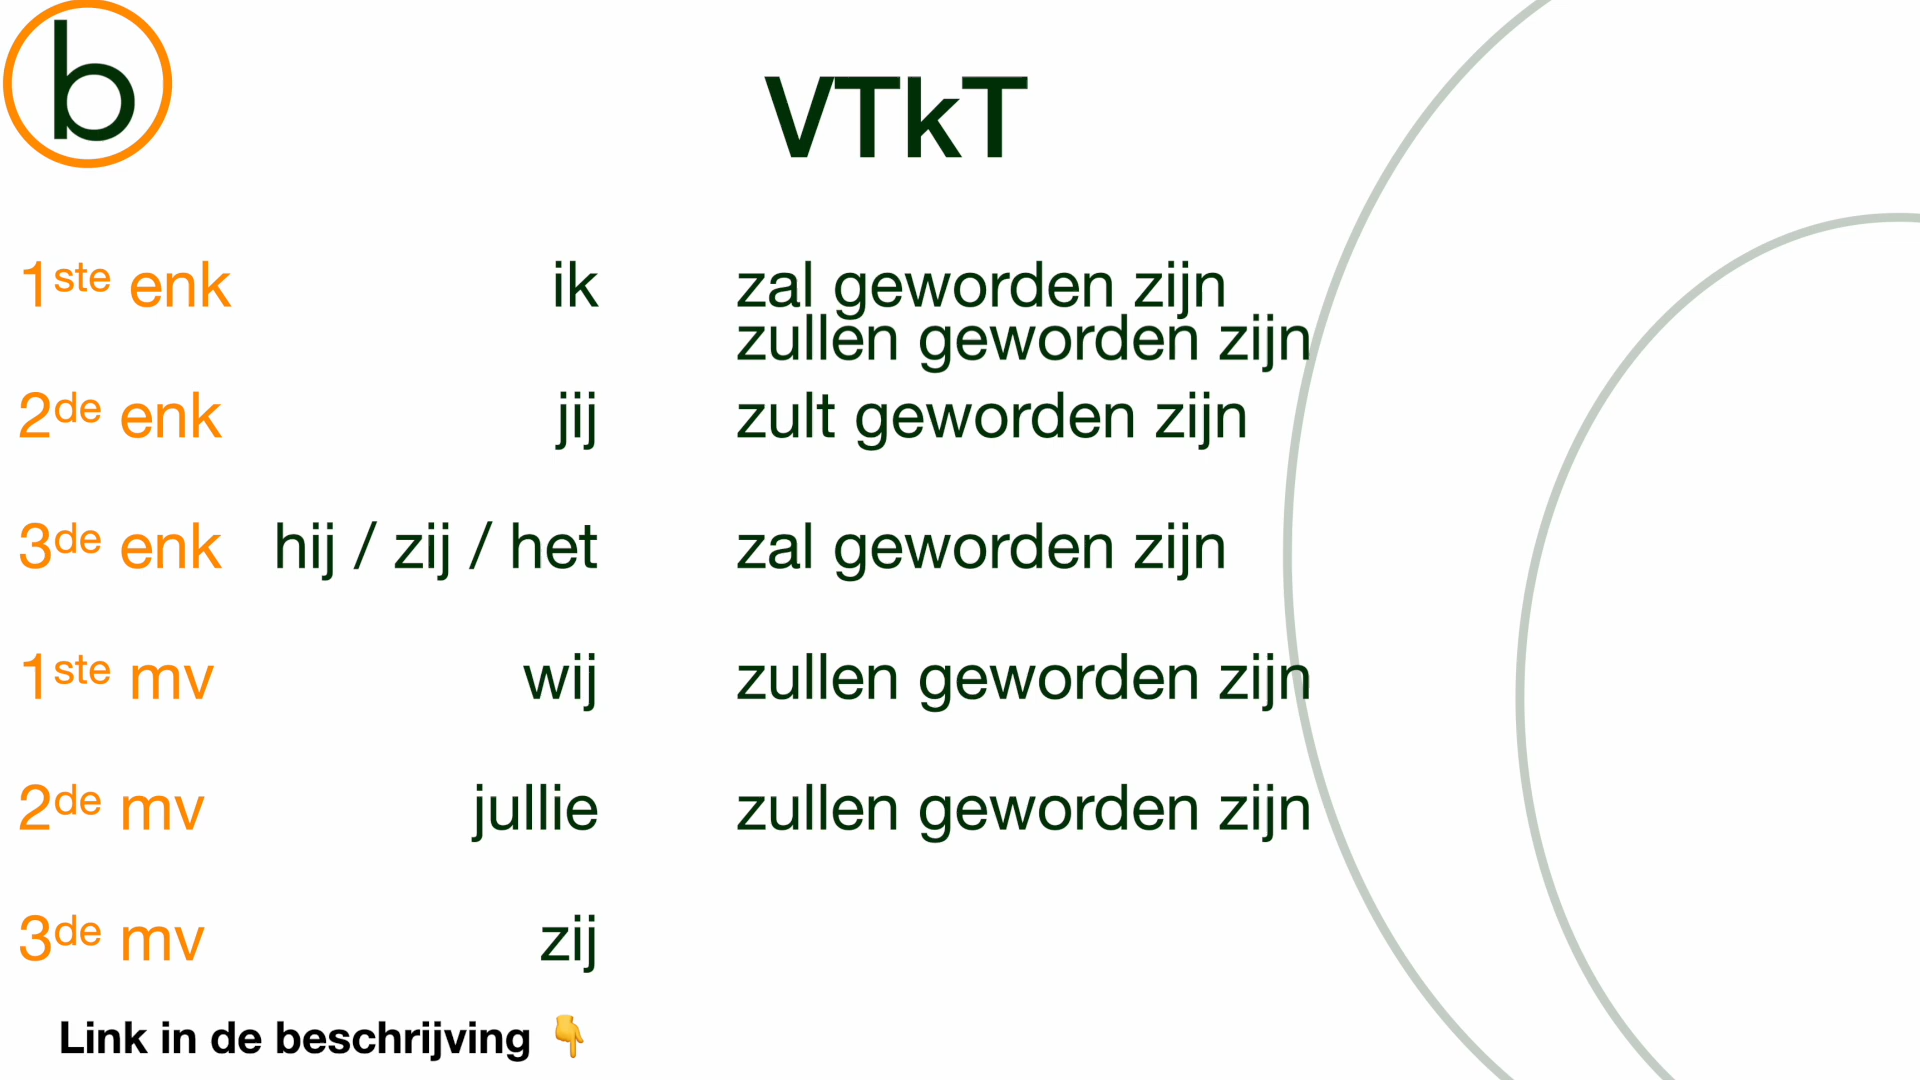 b
VTkT
1ste enk ik zal geworden zijn
zullen geworden zijn
2de enk jij zult geworden zijn
3de enk hij / zij / het zal geworden zijn
1ste mv wij zullen geworden zijn
2de mv jullie zullen geworden zijn
3de mv zij
Link in de beschrijving 👇